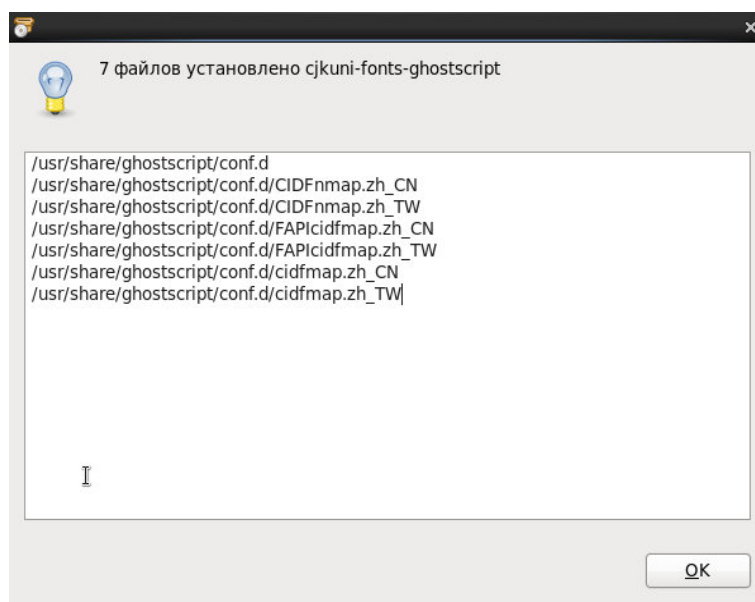 7 файлов установлено cjkuni-fonts-ghostscript
/usr/share/ghostscript/conf.d
/usr/share/ghostscript/conf.d/CIDFnmap.zh_CN
/usr/share/ghostscript/conf.d/CIDFnmap.zh_TW
/usr/share/ghostscript/conf.d/FAPIcidfmap.zh_CN
/usr/share/ghostscript/conf.d/FAPIcidfmap.zh_TW
/usr/share/ghostscript/conf.d/cidfmap.zh_CN
/usr/share/ghostscript/conf.d/cidfmap.zh_TW
OK